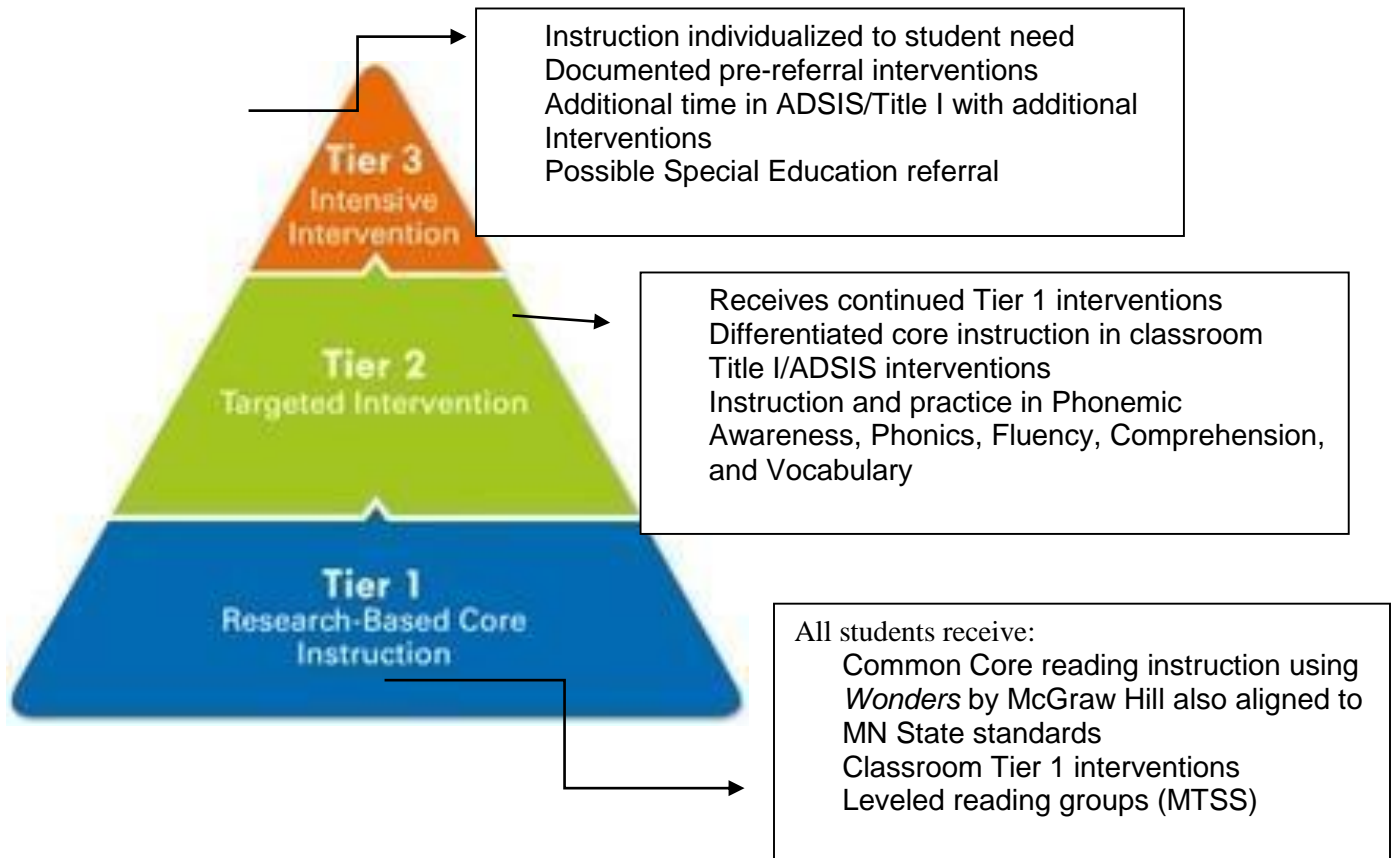 Instruction individualized to student need
Documented pre-referral interventions
Additional time in ADSIS/Title I with additional
Interventions
Possible Special Education referral
Tier 3
Intensive
Intervention
Receives continued Tier 1 interventions
Differentiated core instruction in classroom
Title I/ADSIS interventions
Instruction and practice in Phonemic
Awareness, Phonics, Fluency, Comprehension,
and Vocabulary
Tier 2
Targeted Intervention
Tier 1
Research-Based Core
Instruction
All students receive:
Common Core reading instruction using
Wonders by McGraw Hill also aligned to
MN State standards
Classroom Tier 1 interventions
Leveled reading groups (MTSS)